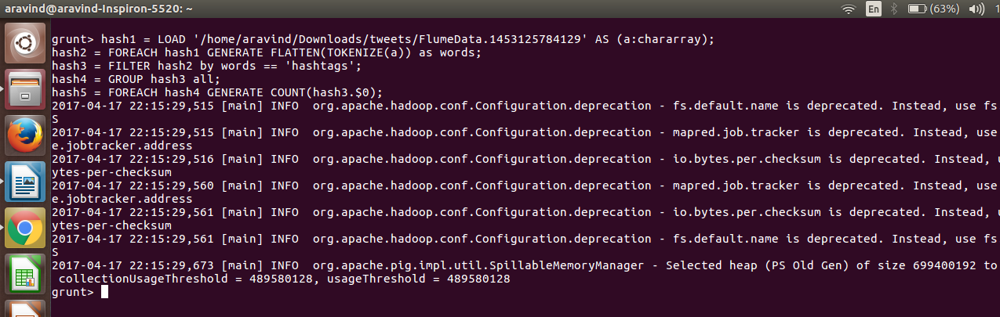 aravind@aravind-Inspiron-5520: ~
En
(63%)
1
grunt> hash1 = LOAD '/home/aravind/Downloads/tweets/FlumeData.1453125784129' AS (a:chararray);
hash2 = FOREACH hash1 GENERATE FLATTEN(TOKENIZE(a)) as words;
hash3 = FILTER hash2 by words == 'hashtags';
hash4 = GROUP hash3 all;
hash5 = FOREACH hash4 GENERATE COUNT(hash3.$0);
2017-04-17 22:15:29,515 [main] INFO  org.apache.hadoop.conf.Configuration.deprecation - fs.default.name is deprecated. Instead, use fs
S
2017-04-17 22:15:29,515 [main] INFO  org.apache.hadoop.conf.Configuration.deprecation - mapred.job.tracker is deprecated. Instead, use
e.jobtracker.address
2017-04-17 22:15:29,516 [main] INFO  org.apache.hadoop.conf.Configuration.deprecation - io.bytes.per.checksum is deprecated. Instead, u
ytes-per-checksum
2017-04-17 22:15:29,560 [main] INFO  org.apache.hadoop.conf.Configuration.deprecation - mapred.job.tracker is deprecated. Instead, use
e.jobtracker.address
2017-04-17 22:15:29,561 [main] INFO  org.apache.hadoop.conf.Configuration.deprecation - io.bytes.per.checksum is deprecated. Instead, u
ytes-per-checksum
2017-04-17 22:15:29,561 [main] INFO  org.apache.hadoop.conf.Configuration.deprecation - fs.default.name is deprecated. Instead, use fs
S
2017-04-17 22:15:29,673 [main] INFO  org.apache.pig.impl.util.SpillableMemoryManager - Selected heap (PS Old Gen) of size 699400192 to
 collectionUsageThreshold = 489580128, usageThreshold = 489580128
grunt>